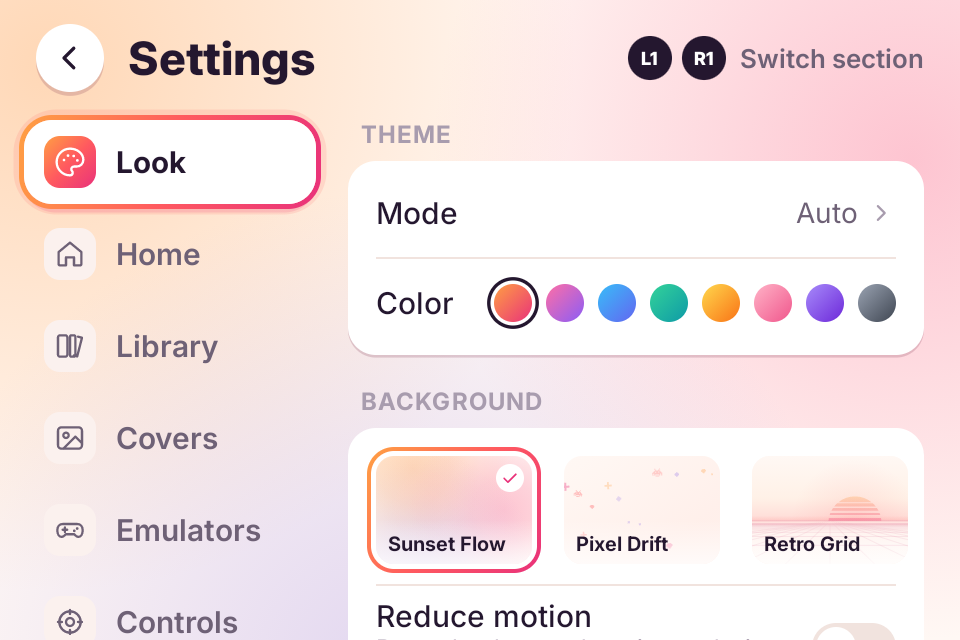 Settings
L1 R1 Switch section
Look
Home
Library
Covers
Emulators
Controls
THEME
Mode Auto
Color
BACKGROUND
Sunset Flow
Pixel Drift
Retro Grid
Reduce motion